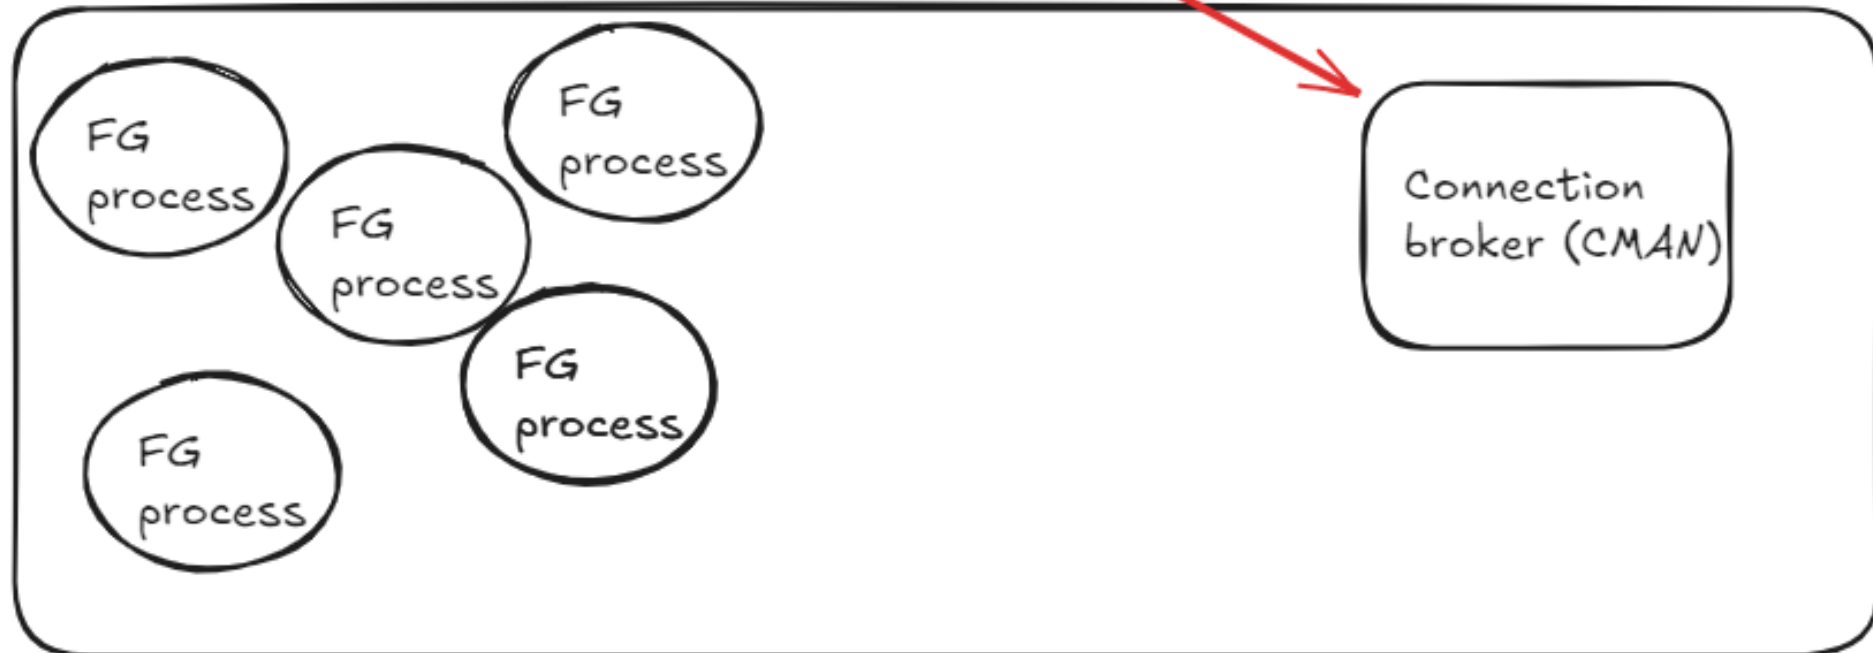 FG
process
FG
process
FG
process
FG
process
FG
process
Connection
broker (CMAN)